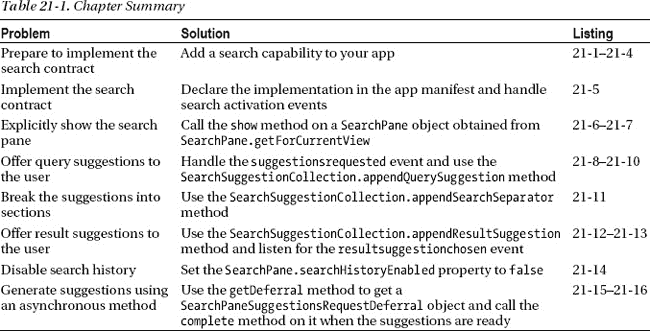 Table 21-1. Chapter Summary
Problem Solution Listing
Prepare to implement the search contract Add a search capability to your app 21-1–21-4
Implement the search contract Declare the implementation in the app manifest and handle search activation events 21-5
Explicitly show the search pane Call the show method on a SearchPane object obtained from SearchPane.getForCurrentView 21-6–21-7
Offer query suggestions to the user Handle the suggestionsrequested event and use the SearchSuggestionCollection.appendQuerySuggestion method 21-8–21-10
Break the suggestions into sections Use the SearchSuggestionCollection.appendSearchSeparator method 21-11
Offer result suggestions to the user Use the SearchSuggestionCollection.appendResultSuggestion method and listen for the resultsuggestionchosen event 21-12–21-13
Disable search history Set the SearchPane.searchHistoryEnabled property to false 21-14
Generate suggestions using an asynchronous method Use the getDeferral method to get a SearchPaneSuggestionsRequestDeferral object and call the complete method on it when the suggestions are ready 21-15–21-16